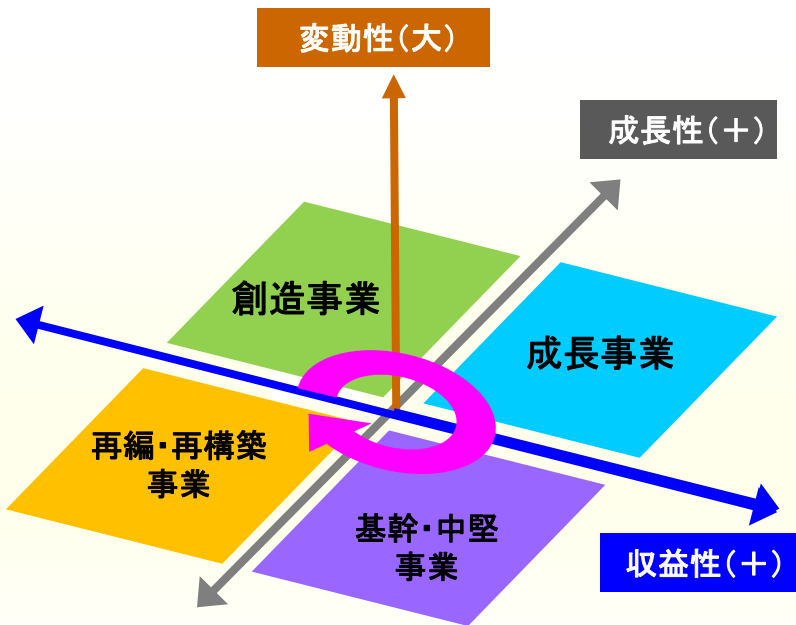 変動性(大)
成長性(+)
創造事業
成長事業
再編・再構築
事業
基幹・中堅
事業
収益性(+)